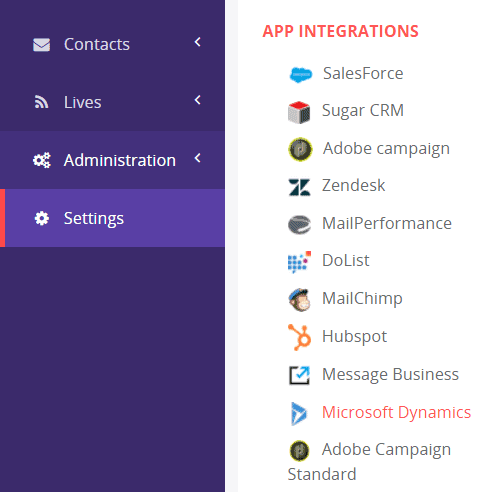 Contacts
Lives
Administration
Settings
APP INTEGRATIONS
SalesForce
Sugar CRM
Adobe campaign
Zendesk
MailPerformance
DoList
MailChimp
Hubspot
Message Business
Microsoft Dynamics
Adobe Campaign
Standard